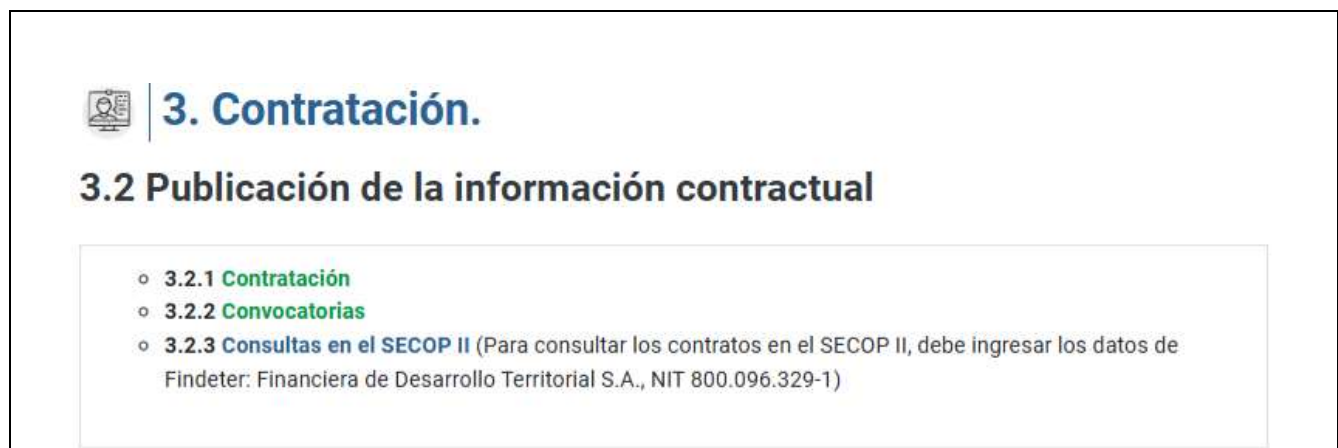 3. Contratación.
3.2 Publicación de la información contractual
3.2.1 Contratación
3.2.2 Convocatorias
3.2.3 Consultas en el SECOP II (Para consultar los contratos en el SECOP II, debe ingresar los datos de
Findeter: Financiera de Desarrollo Territorial S.A., NIT 800.096.329-1)